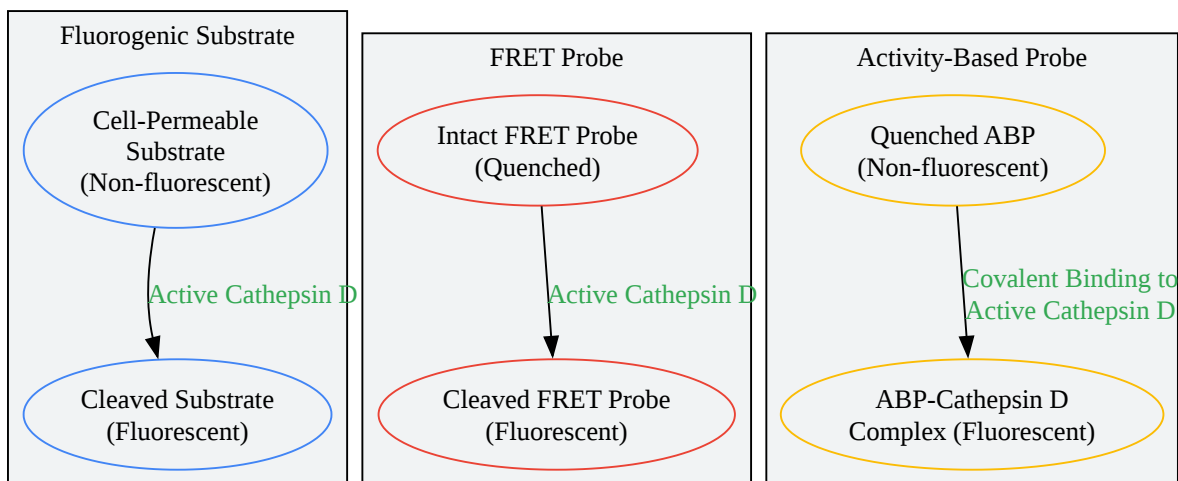 Fluorogenic Substrate
Cell-Permeable
Substrate
(Non-fluorescent)
Active Cathepsin D
Cleaved Substrate
(Fluorescent)
FRET Probe
Intact FRET Probe
(Quenched)
Active Cathepsin D
Cleaved FRET Probe
(Fluorescent)
Activity-Based Probe
Quenched ABP
(Non-fluorescent)
Covalent Binding to
Active Cathepsin D
ABP-Cathepsin D
Complex (Fluorescent)